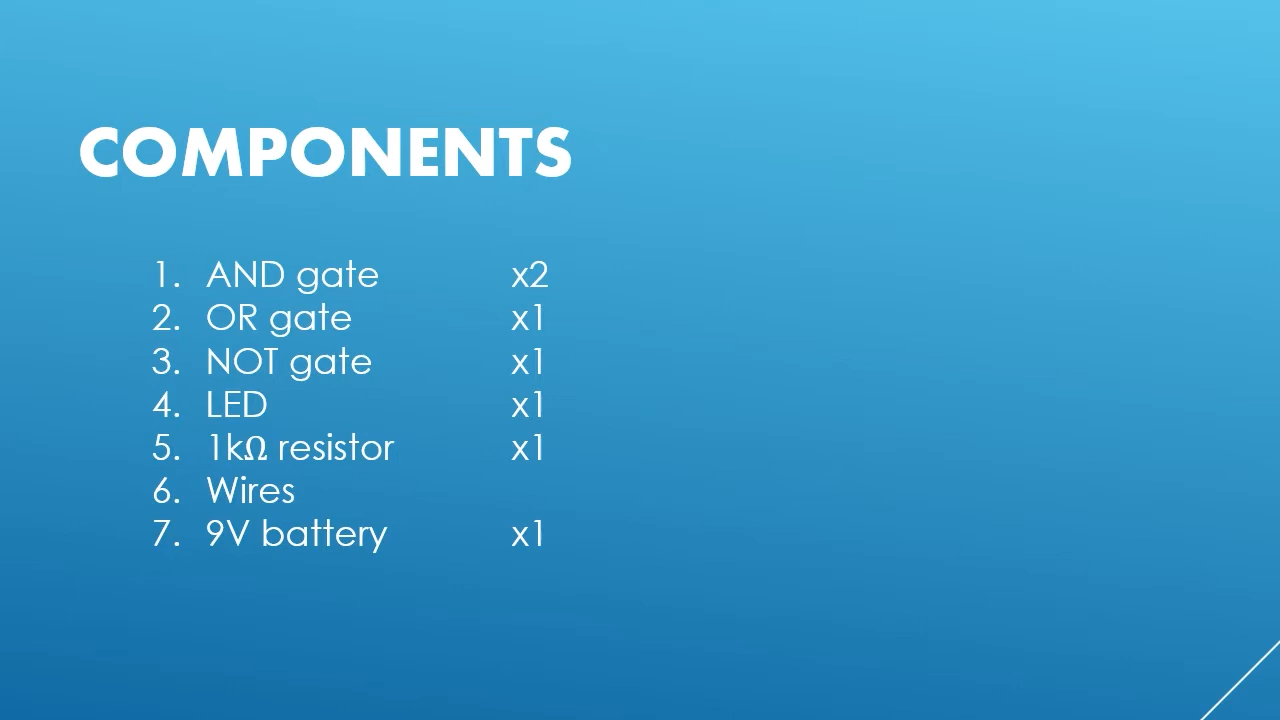 COMPONENTS
1. AND gate x2
2. OR gate x1
3. NOT gate x1
4. LED x1
5. 1kΩ resistor x1
6. Wires
7. 9V battery x1